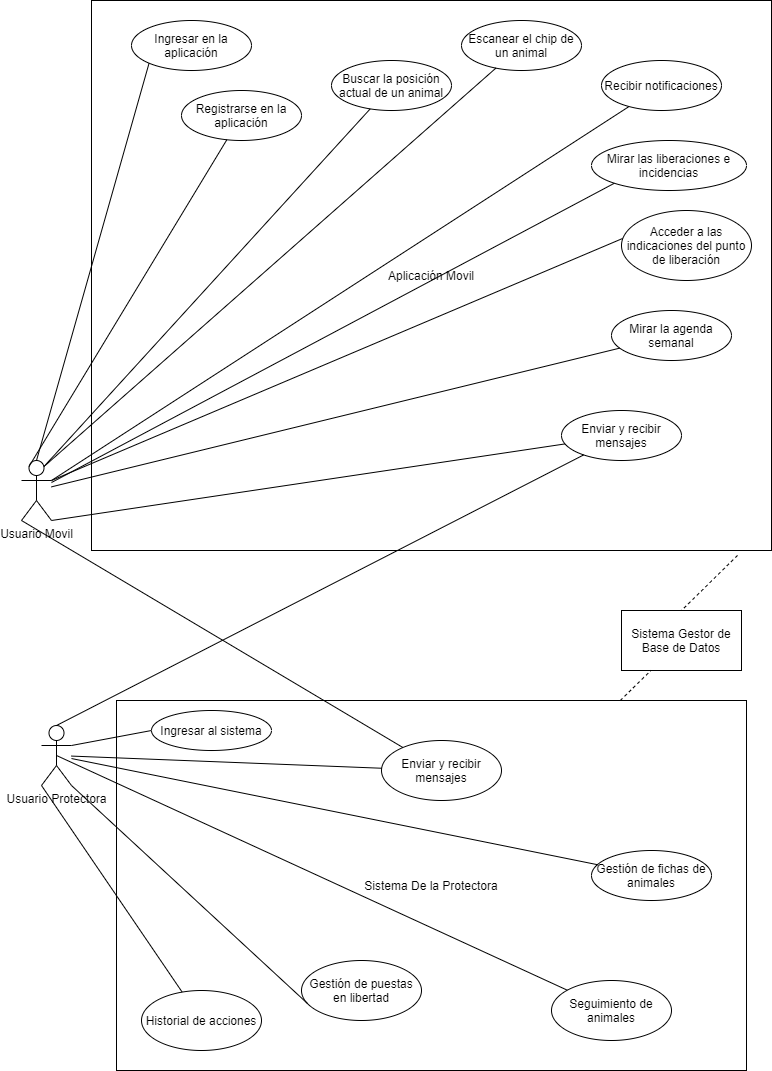 Ingresar en la
aplicación
Escanear el chip de
un animal
Buscar la posición
actual de un animal
Recibir notificaciones
Registrarse en la
aplicación
Mirar las liberaciones e
incidencias
Acceder a las
indicaciones del punto
de liberación
Aplicación Movil
Mirar la agenda
semanal
Enviar y recibir
mensajes
Usuario Movil
Sistema Gestor de
Base de Datos
Ingresar al sistema
Enviar y recibir
mensajes
Usuario Protectora
Gestión de fichas de
animales
Sistema De la Protectora
Gestión de puestas
en libertad
Seguimiento de
animales
Historial de acciones